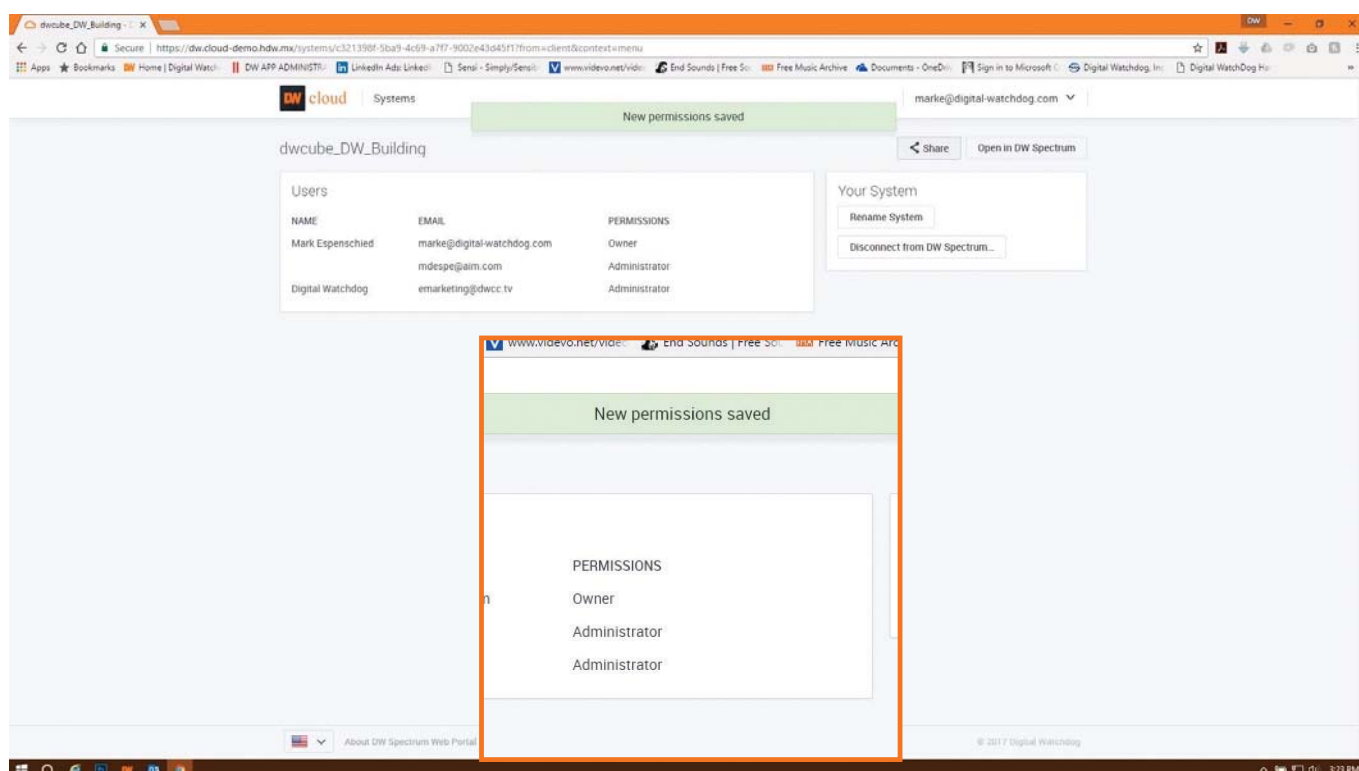 dwcube_DW_Building -
DW
Secure | https://dw.cloud-demo.hdw.mx/systems/c321398f-5ba9-4c69-a7f7-9002e43d45f1?from=client&context=menu
Apps Bookmarks Home | Digital Watch DW APP ADMINISTR LinkedIn Ads: Linked Sensi - Simply/Sensi www.videvo.net/vide End Sounds | Free So Free Music Archive Documents - OneDri Sign in to Microsoft Digital Watchdog, Inc Digital WatchDog Ha
DW cloud Systems marke@digital-watchdog.com
New permissions saved
dwcube_DW_Building Share Open in DW Spectrum
Users Your System
NAME EMAIL PERMISSIONS Rename System
Mark Espenschied marke@digital-watchdog.com Owner Disconnect from DW Spectrum...
mdespe@aim.com Administrator
Digital Watchdog emarketing@dwcc.tv Administrator
www.videvo.net/vide End Sounds | Free So Free Music Arc
New permissions saved
PERMISSIONS
n Owner
Administrator
Administrator
About DW Spectrum Web Portal © 2017 Digital Watchdog
3:23 PM